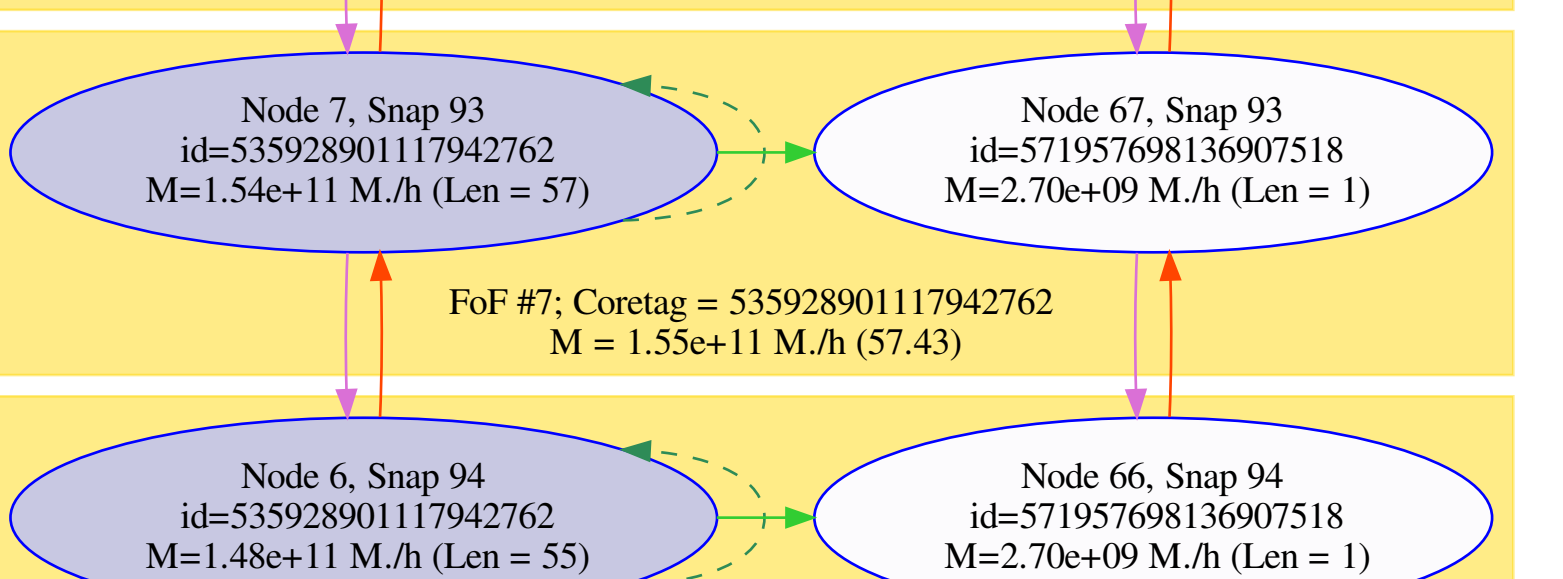 Node 7, Snap 93
id=535928901117942762
M=1.54e+11 M./h (Len = 57)
Node 67, Snap 93
id=571957698136907518
M=2.70e+09 M./h (Len = 1)
FoF #7; Coretag = 535928901117942762
M = 1.55e+11 M./h (57.43)
Node 6, Snap 94
id=535928901117942762
M=1.48e+11 M./h (Len = 55)
Node 66, Snap 94
id=571957698136907518
M=2.70e+09 M./h (Len = 1)